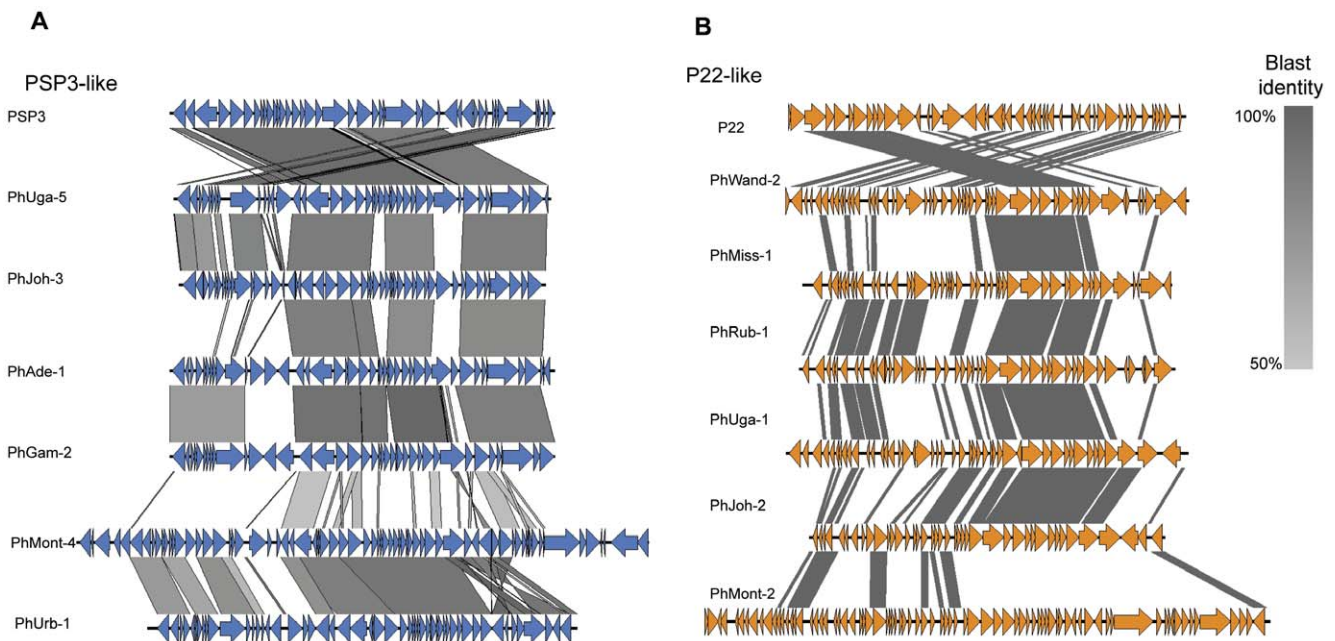 A
PSP3-like
PSP3
PhUga-5
PhJoh-3
PhAde-1
PhGam-2
PhMont-4
PhUrb-1
B
P22-like
P22
PhWand-2
PhMiss-1
PhRub-1
PhUga-1
PhJoh-2
PhMont-2
Blast
identity
100%
50%